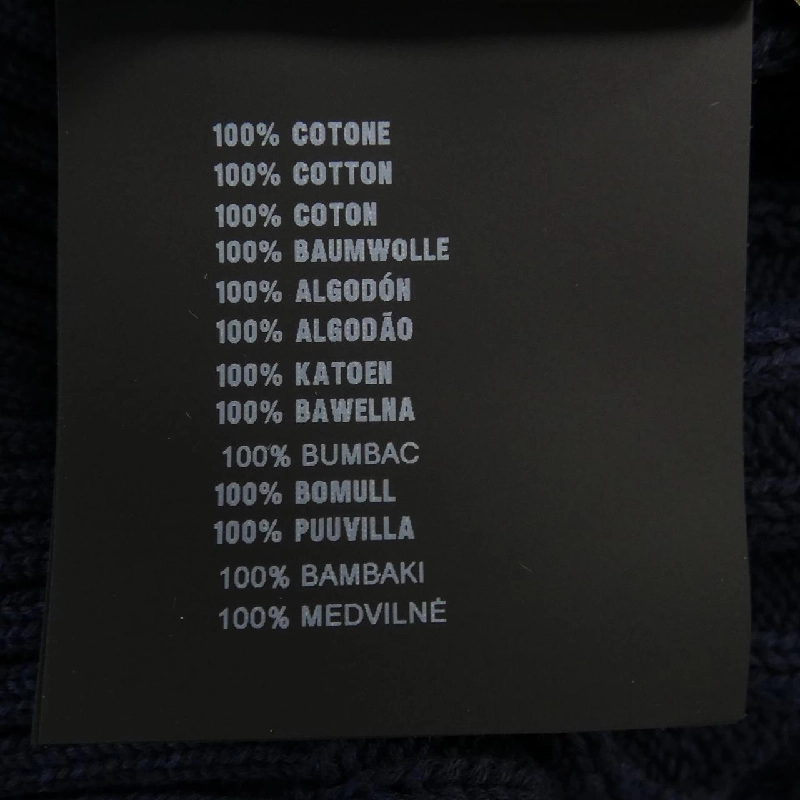 100% COTONE
100% COTTON
100% COTON
100% BAUMWOLLE
100% ALGODÓN
100% ALGODÃO
100% KATOEN
100% BAWELNA
100% BUMBAC
100% BOMULL
100% PUUVILLA
100% BAMBAKI
100% MEDVILNĖ